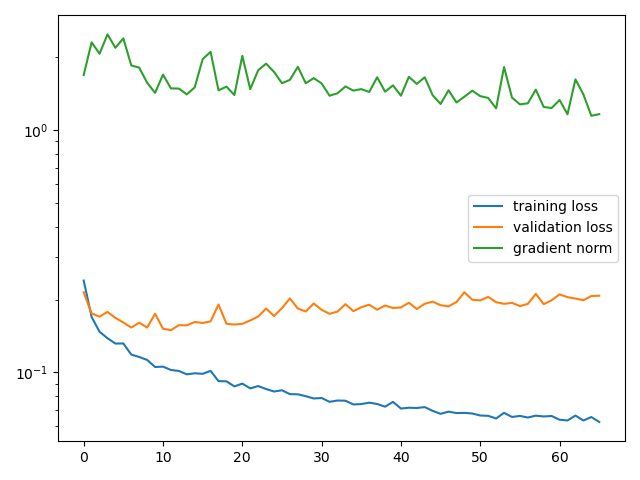 10⁰
10⁻¹
training loss
validation loss
gradient norm
0 10 20 30 40 50 60